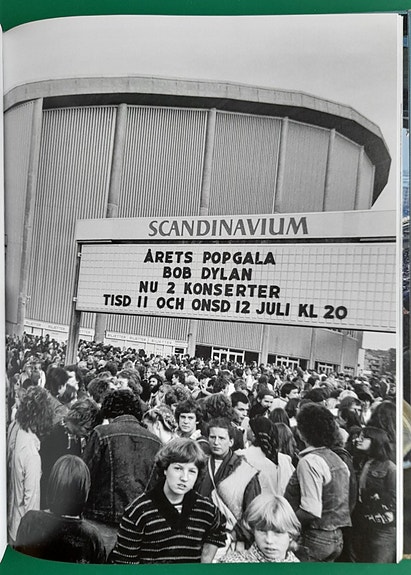 SCANDINAVIUM
ÅRETS POPGALA
BOB DYLAN
NU 2 KONSERTER
TISD 11 OCH ONSD 12 JULI KL 20